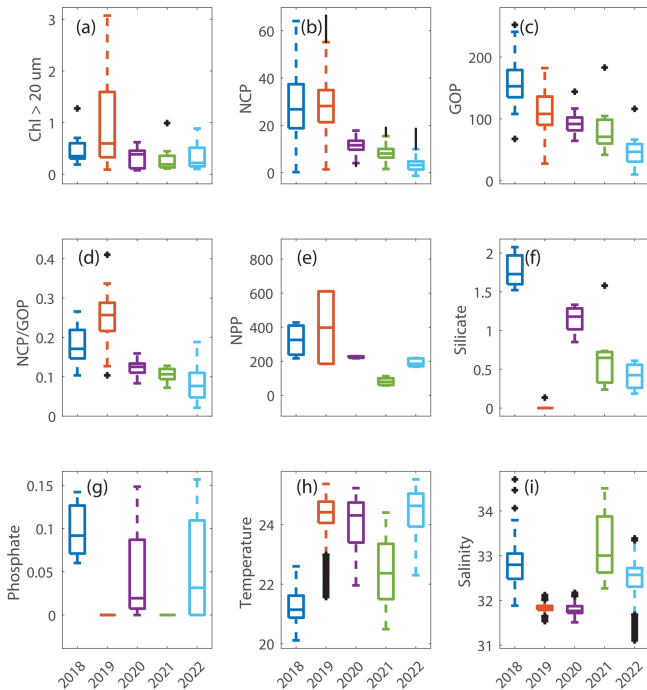 (a)
Chl > 20 um
3
2
1
0
(b)
NCP
60
40
20
0
(c)
GOP
200
100
0
(d)
NCP/GOP
0.4
0.3
0.2
0.1
0
(e)
NPP
800
600
400
200
0
(f)
Silicate
2
1.5
1
0.5
0
(g)
Phosphate
0.15
0.1
0.05
0
2018 2019 2020 2021 2022
(h)
Temperature
24
22
20
2018 2019 2020 2021 2022
(i)
Salinity
34
33
32
31
2018 2019 2020 2021 2022